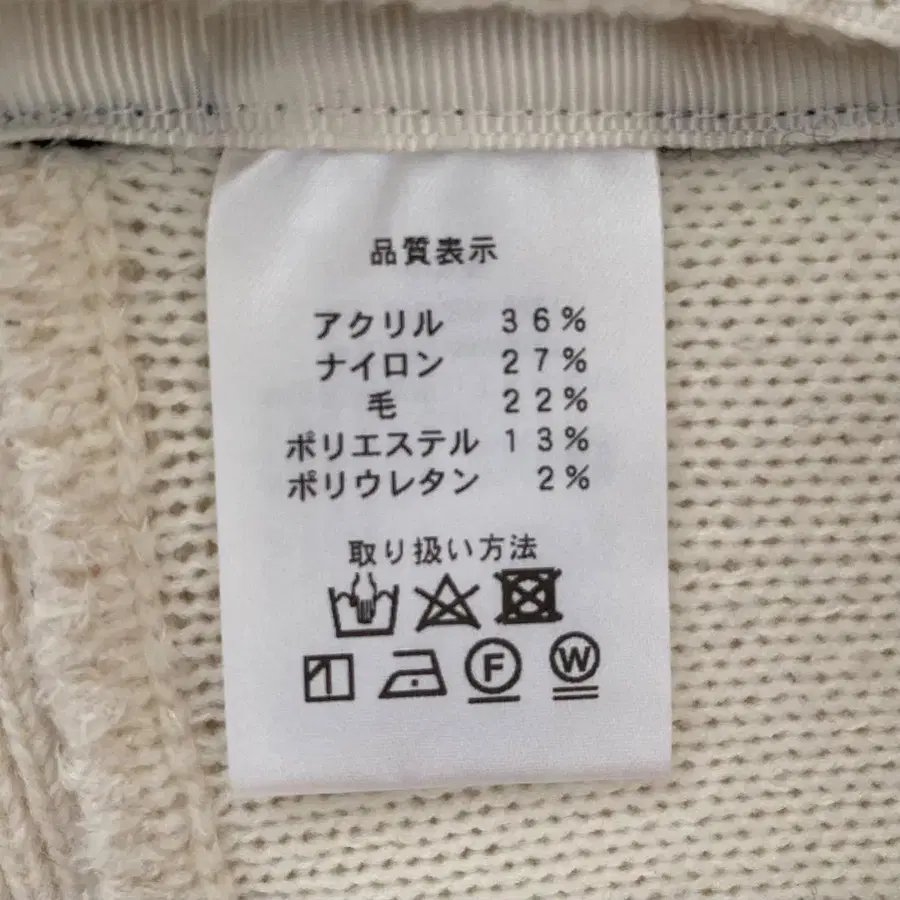 品質表示
アクリル 36%
ナイロン 27%
毛 22%
ポリエステル 13%
ポリウレタン 2%
取り扱い方法
F W